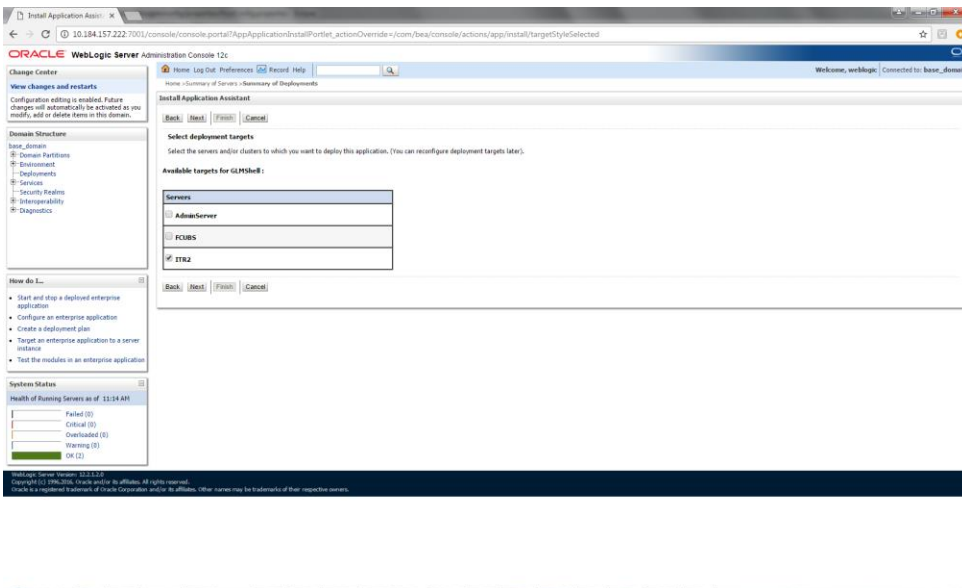 Install Application Assist
10.184.157.222:7001/console/console.portal?AppApplicationInstallPortlet_actionOverride=/com/bea/console/actions/app/install/targetStyleSelected
ORACLE WebLogic Server Administration Console 12c
Change Center
View changes and restarts
Configuration editing is enabled. Future
changes will automatically be activated as you
modify, add or delete items in this domain.
Domain Structure
base_domain
Domain Partitions
Environment
Deployments
Services
Security Realms
Interoperability
Diagnostics
How do I...
Start and stop a deployed enterprise
application
Configure an enterprise application
Create a deployment plan
Target an enterprise application to a server
instance
Test the modules in an enterprise application
System Status
Health of Running Servers as of 11:14 AM
Failed (0)
Critical (0)
Overloaded (0)
Warning (0)
OK (2)
Home Log Out Preferences Record Help
Welcome, weblogic Connected to: base_domai
Home >Summary of Servers >Summary of Deployments
Install Application Assistant
Back Next Finish Cancel
Select deployment targets
Select the servers and/or clusters to which you want to deploy this application. (You can reconfigure deployment targets later).
Available targets for GLMShell :
Servers
AdminServer
FCUBS
ITR2
Back Next Finish Cancel
WebLogic Server Version: 12.2.1.2.0
Copyright (c) 1996,2016, Oracle and/or its affiliates. All rights reserved.
Oracle is a registered trademark of Oracle Corporation and/or its affiliates. Other names may be trademarks of their respective owners.